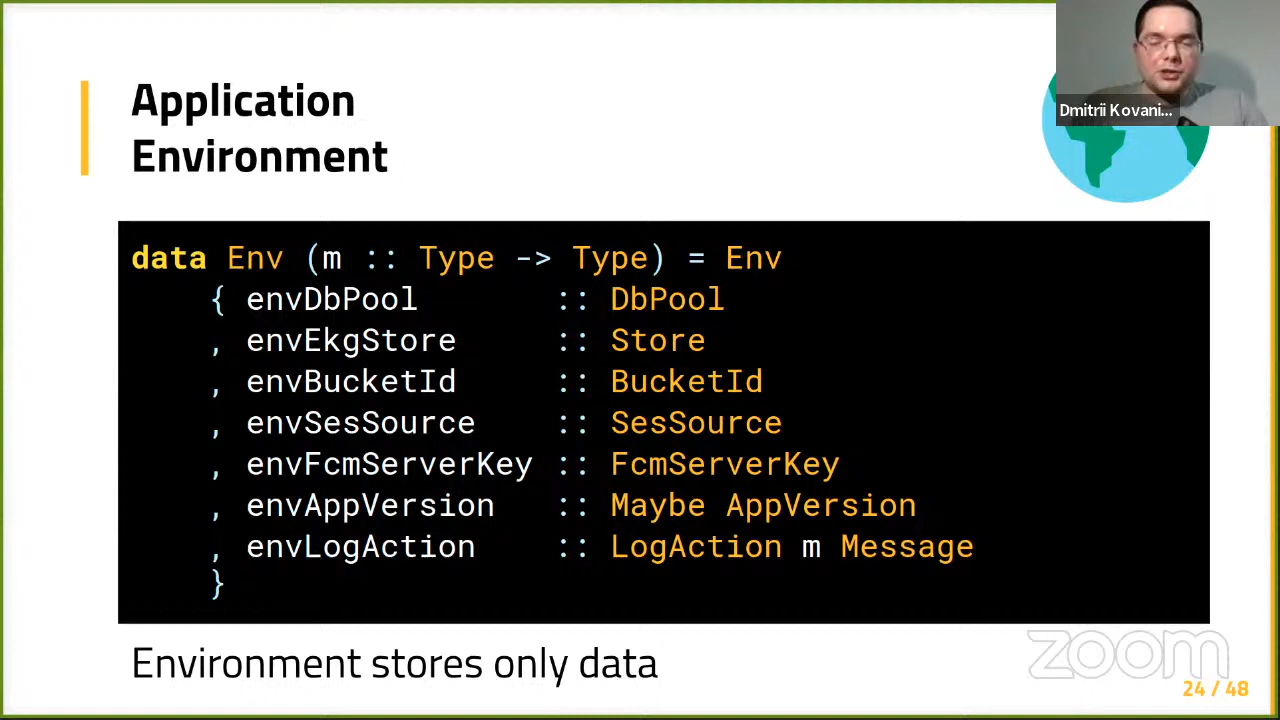 Application
Environment
Dmitrii Kovani...
data Env (m :: Type -> Type) = Env
{ envDbPool :: DbPool
, envEkgStore :: Store
, envBucketId :: BucketId
, envSesSource :: SesSource
, envFcmServerKey :: FcmServerKey
, envAppVersion :: Maybe AppVersion
, envLogAction :: LogAction m Message
}
Environment stores only data
zoom
24 / 48